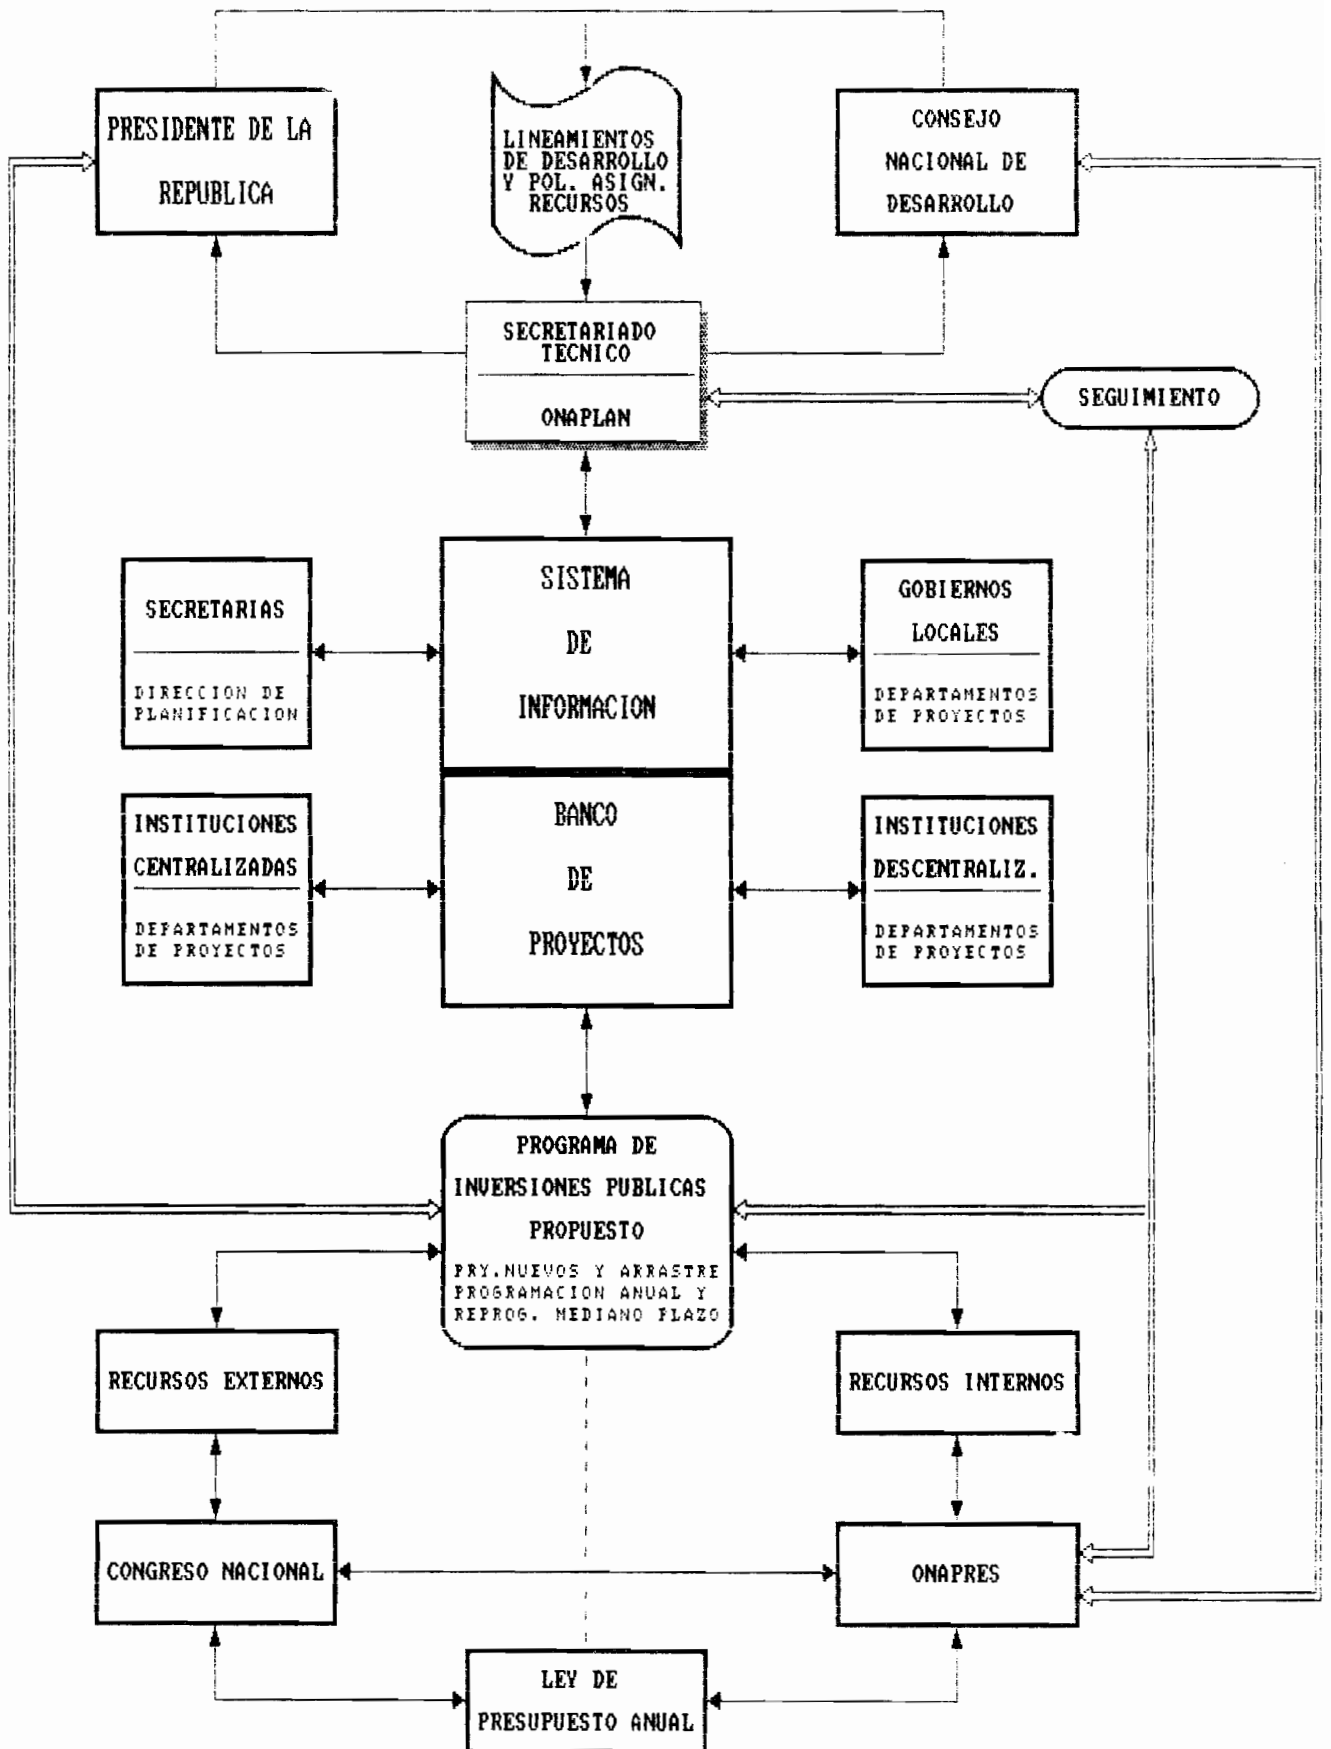 PRESIDENTE DE LA
REPUBLICA
LINEAMIENTOS
DE DESARROLLO
Y POL. ASIGN.
RECURSOS
CONSEJO
NACIONAL DE
DESARROLLO
SECRETARIADO
TECNICO
ONAPLAN
SEGUIMIENTO
SECRETARIAS
DIRECCION DE
PLANIFICACION
SISTEMA
DE
INFORMACION
GOBIERNOS
LOCALES
DEPARTAMENTOS
DE PROYECTOS
INSTITUCIONES
CENTRALIZADAS
DEPARTAMENTOS
DE PROYECTOS
BANCO
DE
PROYECTOS
INSTITUCIONES
DESCENTRALIZ.
DEPARTAMENTOS
DE PROYECTOS
PROGRAMA DE
INVERSIONES PUBLICAS
PROPUESTO
PRY.NUEVOS Y ARRASTRE
PROGRAMACION ANUAL Y
REPROG. MEDIANO PLAZO
RECURSOS EXTERNOS
RECURSOS INTERNOS
CONGRESO NACIONAL
ONAPRES
LEY DE
PRESUPUESTO ANUAL